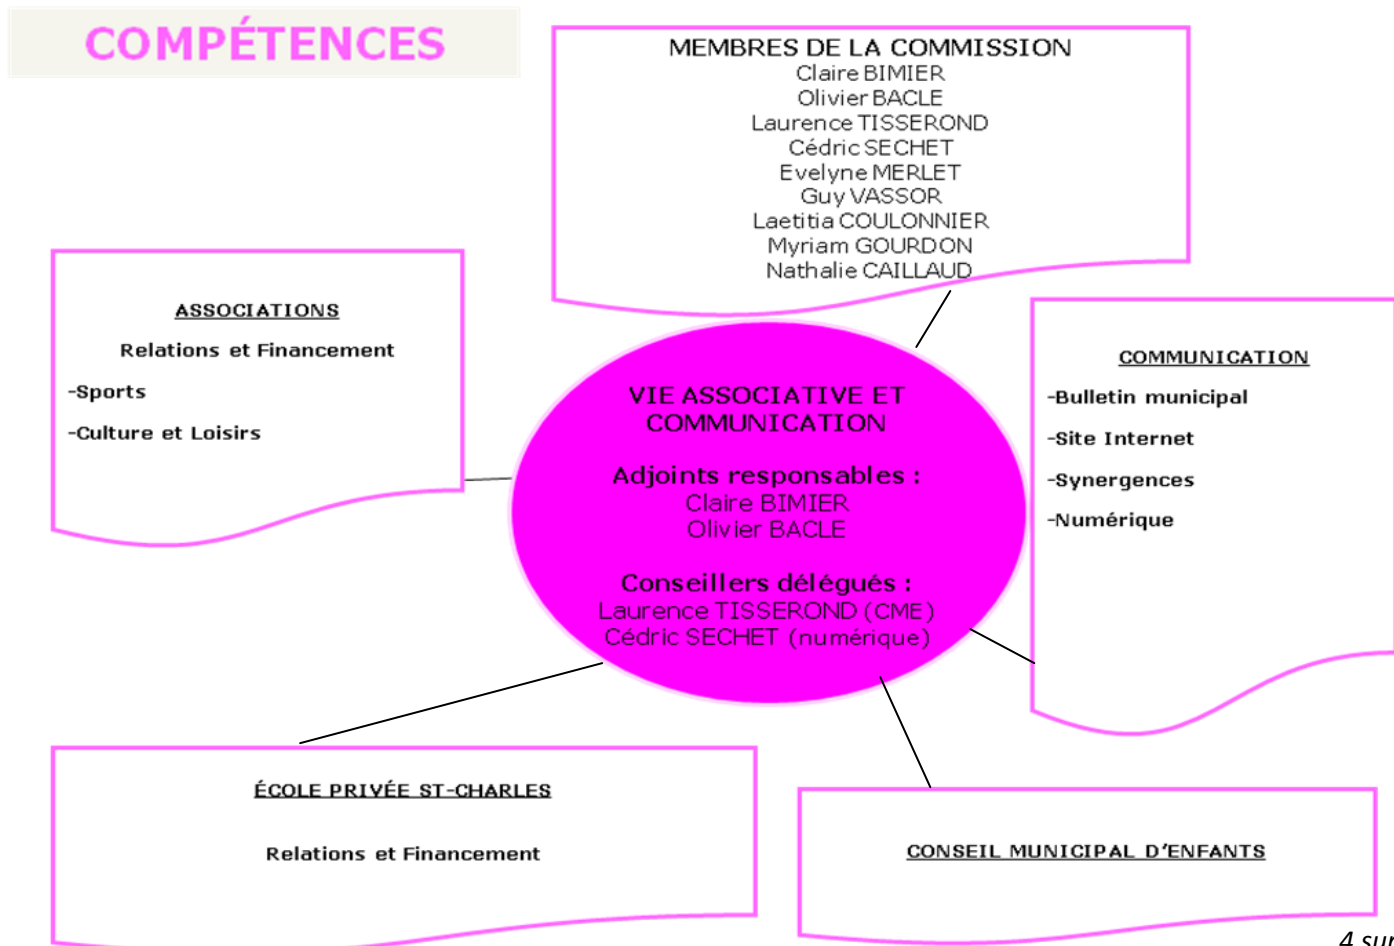 COMPÉTENCES
MEMBRES DE LA COMMISSION
Claire BIMIER
Olivier BACLE
Laurence TISSEROND
Cédric SECHET
Evelyne MERLET
Guy VASSOR
Laetitia COULONNIER
Myriam GOURDON
Nathalie CAILLAUD
ASSOCIATIONS
Relations et Financement
-Sports
-Culture et Loisirs
VIE ASSOCIATIVE ET
COMMUNICATION
Adjoints responsables :
Claire BIMIER
Olivier BACLE
Conseillers délégués :
Laurence TISSEROND (CME)
Cédric SECHET (numérique)
COMMUNICATION
-Bulletin municipal
-Site Internet
-Synergences
-Numérique
ÉCOLE PRIVÉE ST-CHARLES
Relations et Financement
CONSEIL MUNICIPAL D'ENFANTS
4 sur